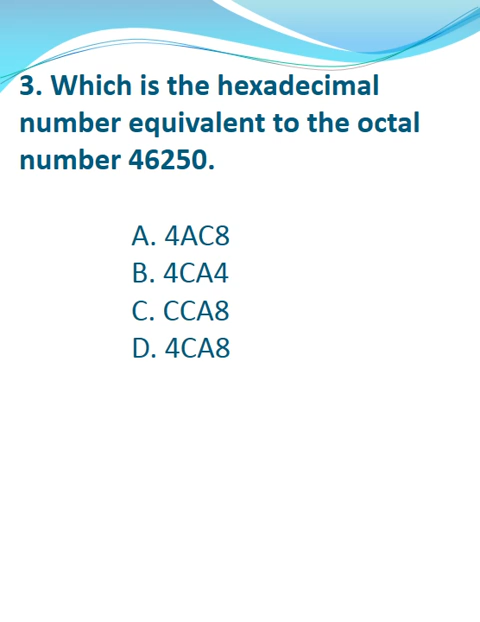 3. Which is the hexadecimal
number equivalent to the octal
number 46250.
A. 4AC8
B. 4CA4
C. CCA8
D. 4CA8